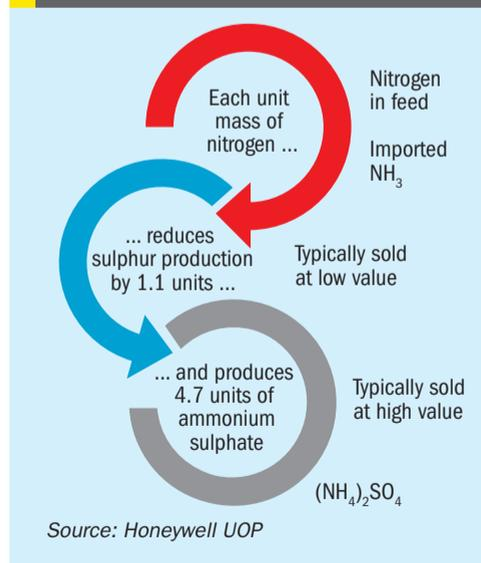 Each unit
mass of
nitrogen ...
Nitrogen
in feed
Imported
NH₃
... reduces
sulphur production
by 1.1 units ...
Typically sold
at low value
... and produces
4.7 units of
ammonium
sulphate
Typically sold
at high value
(NH₄)₂SO₄
Source: Honeywell UOP